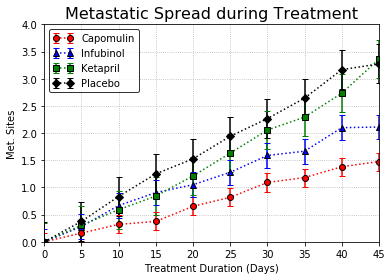 Metastatic Spread during Treatment
Capomulin
Infubinol
Ketapril
Placebo
Met. Sites
4.0
3.5
3.0
2.5
2.0
1.5
1.0
0.5
0.0
0 5 10 15 20 25 30 35 40 45
Treatment Duration (Days)